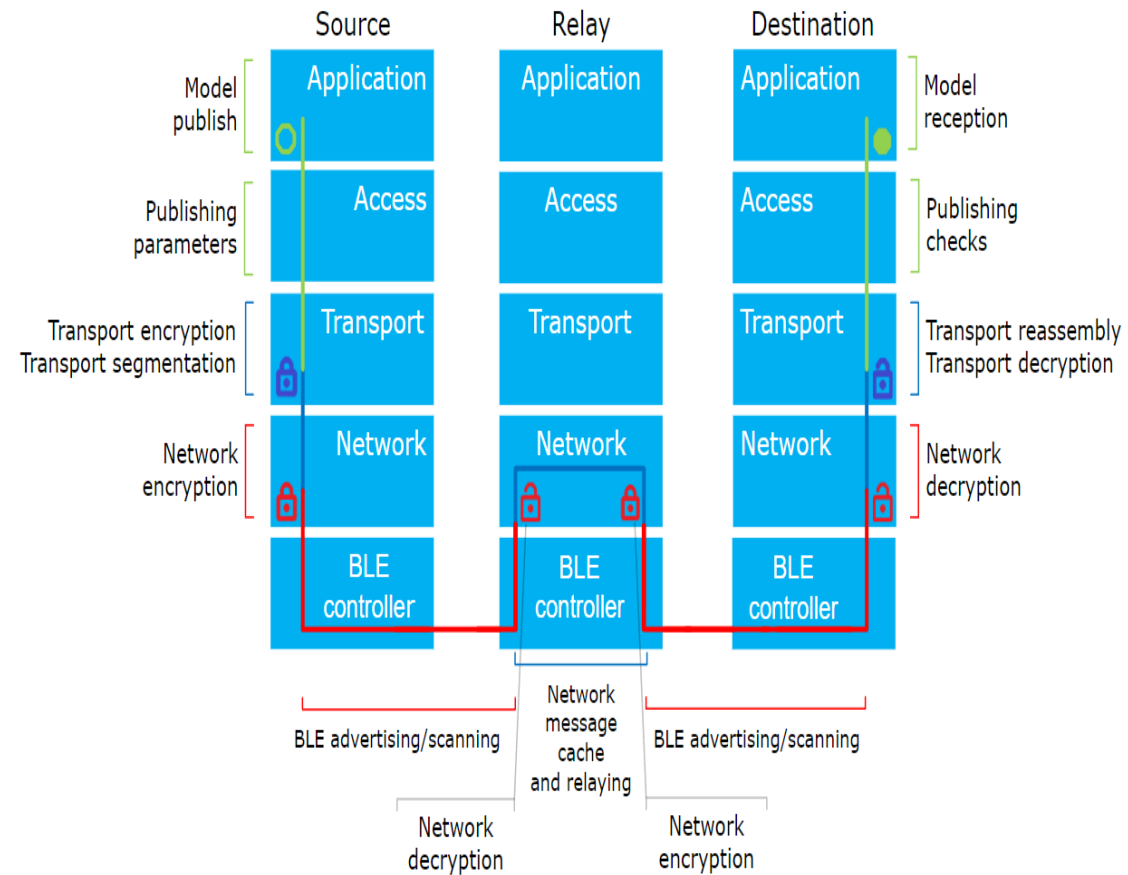 Source
Relay
Destination
Model
publish
Application
Application
Application
Model
reception
Publishing
parameters
Access
Access
Access
Publishing
checks
Transport encryption
Transport segmentation
Transport
Transport
Transport
Transport reassembly
Transport decryption
Network
encryption
Network
Network
Network
Network
decryption
BLE
controller
BLE
controller
BLE
controller
BLE advertising/scanning
Network
message
cache
and relaying
BLE advertising/scanning
Network
decryption
Network
encryption